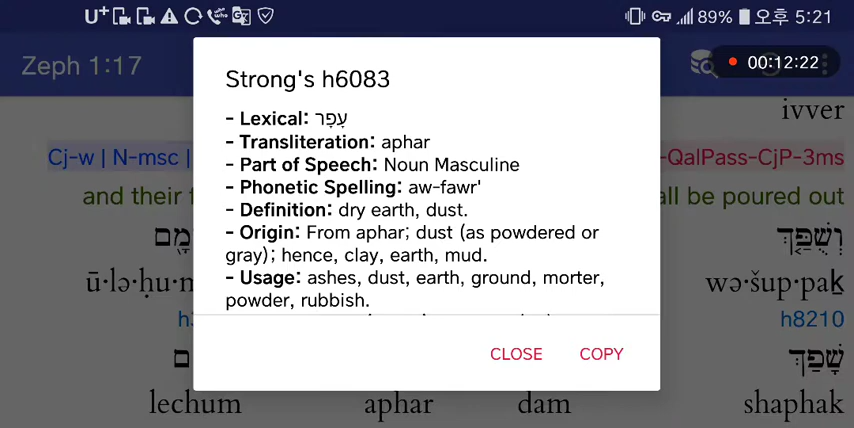 U+ 89% 오후 5:21
Zeph 1:17
00:12:22
Strong's h6083
- Lexical: עָפָר
- Transliteration: aphar
- Part of Speech: Noun Masculine
- Phonetic Spelling: aw-fawr'
- Definition: dry earth, dust.
- Origin: From aphar; dust (as powdered or
gray); hence, clay, earth, mud.
- Usage: ashes, dust, earth, ground, morter,
powder, rubbish.
CLOSE COPY
ivver
Cj-w | N-msc | -QalPass-CjP-3ms
and their all be poured out
וְשֻׁפַּ֤ךְ
ū·lə·ḥu·m wə·šup·paḵ
h8210
שָׁפַךְ
lechum aphar dam shaphak